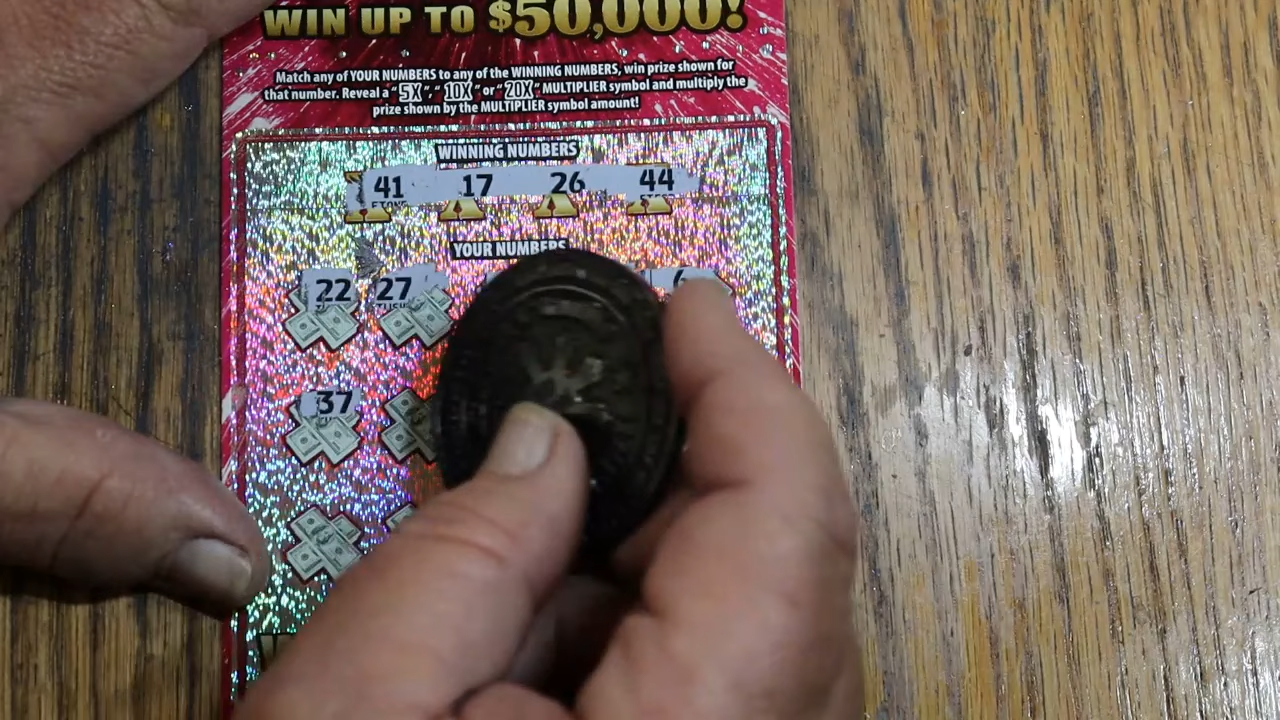 WIN UP TO $50,000!
Match any of YOUR NUMBERS to any of the WINNING NUMBERS, win prize shown for
that number. Reveal a "5X", "10X" or "20X" MULTIPLIER symbol and multiply the
prize shown by the MULTIPLIER symbol amount!
WINNING NUMBERS
41 17 26 44
YOUR NUMBERS
22 27 6
37